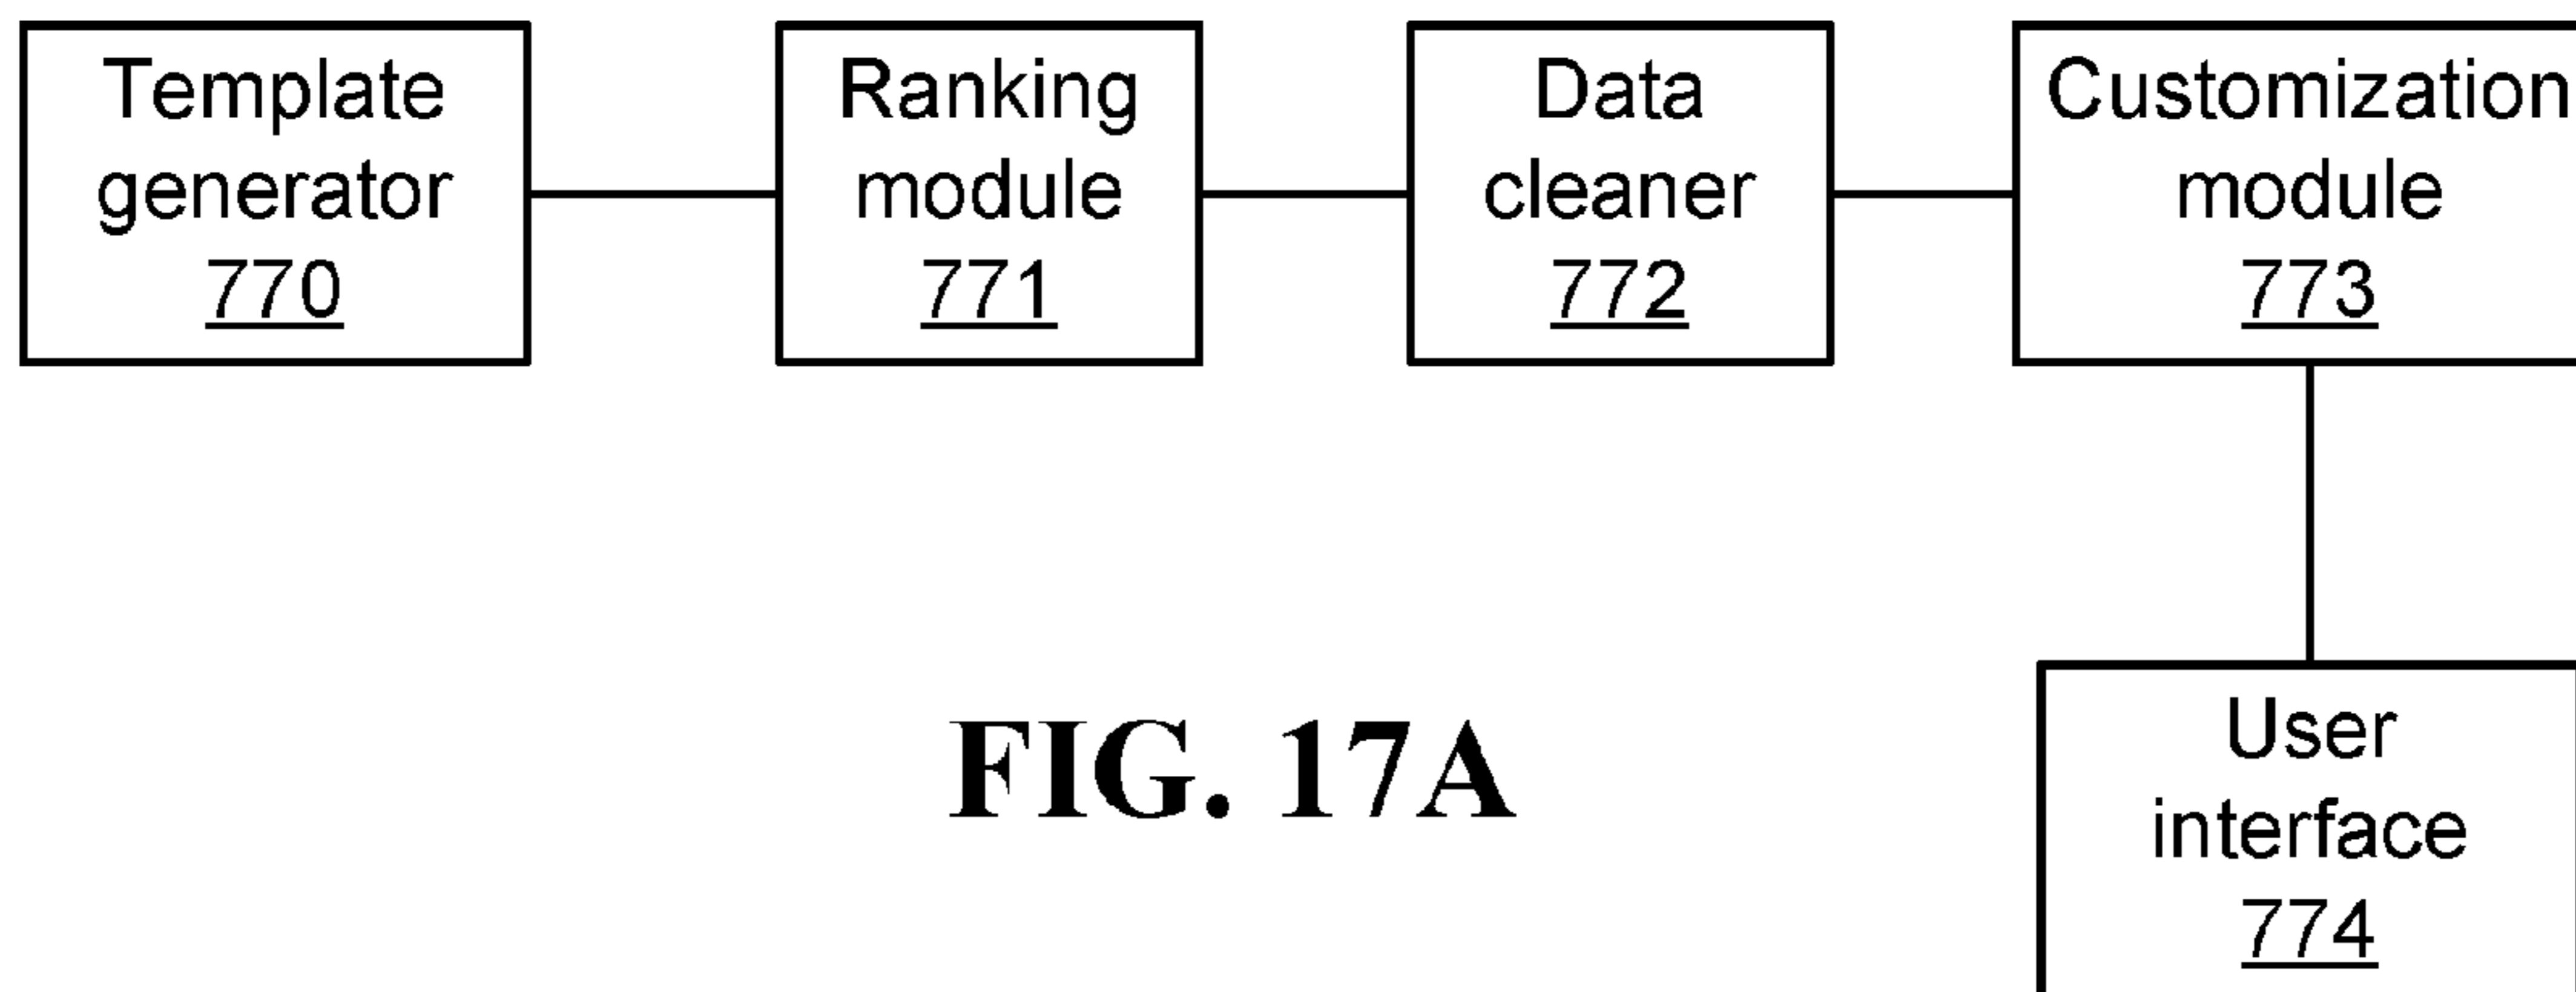 Template
generator
770
Ranking
module
771
Data
cleaner
772
Customization
module
773
User
interface
774
FIG. 17A